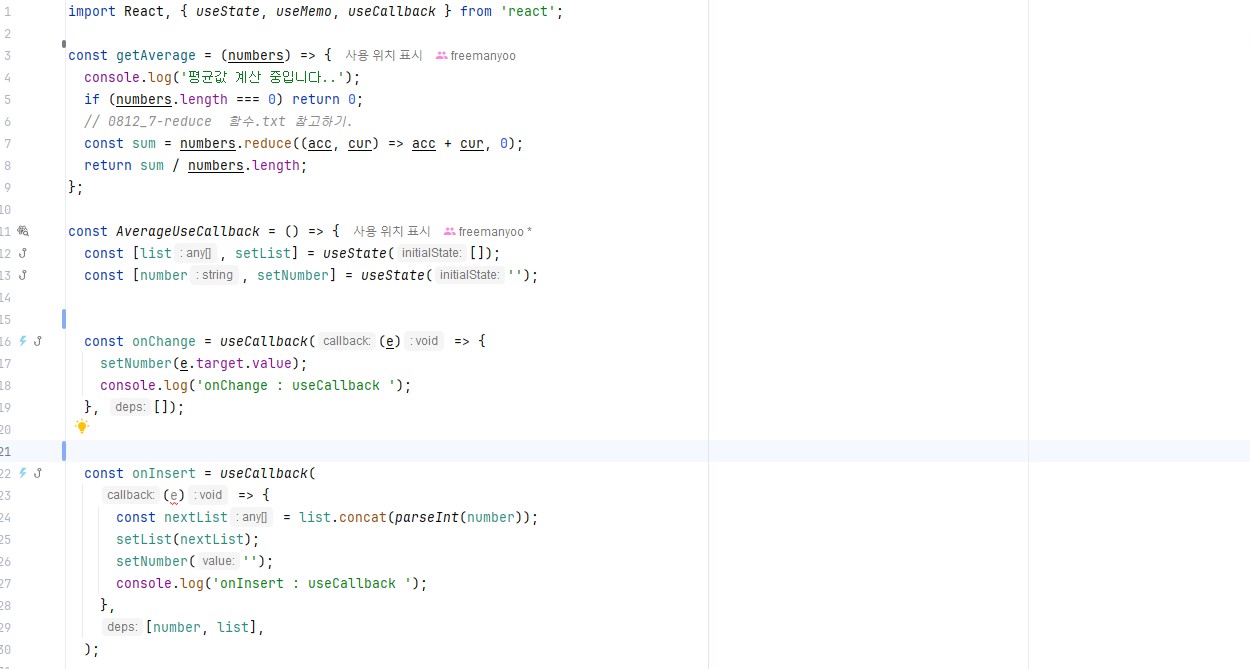 1 import React, { useState, useMemo, useCallback } from 'react';
2
3 const getAverage = (numbers) => { 사용 위치 표시 freemanyoo
4 console.log('평균값 계산 중입니다..');
5 if (numbers.length === 0) return 0;
6 // 0812_7-reduce 함수.txt 참고하기.
7 const sum = numbers.reduce((acc, cur) => acc + cur, 0);
8 return sum / numbers.length;
9 };
10
11 const AverageUseCallback = () => { 사용 위치 표시 freemanyoo *
12 const [list : any[] , setList] = useState( initialState: []);
13 const [number : string , setNumber] = useState( initialState: '');
14
15
16 const onChange = useCallback( callback: (e) : void => {
17 setNumber(e.target.value);
18 console.log('onChange : useCallback ');
19 }, deps: []);
20
21
22 const onInsert = useCallback(
23 callback: (e) : void => {
24 const nextList : any[] = list.concat(parseInt(number));
25 setList(nextList);
26 setNumber( value: '');
27 console.log('onInsert : useCallback ');
28 },
29 deps: [number, list],
30 );